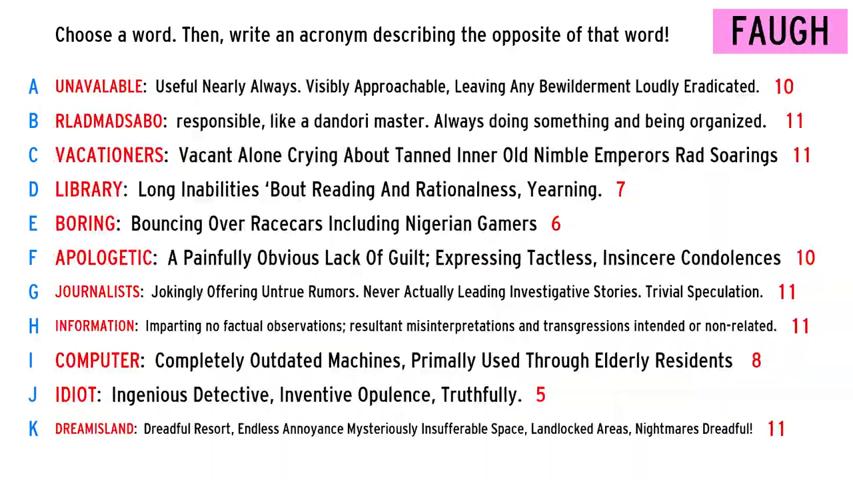 Choose a word. Then, write an acronym describing the opposite of that word!
FAUGH
A UNAVALABLE: Useful Nearly Always. Visibly Approachable, Leaving Any Bewilderment Loudly Eradicated. 10
B RLADMADSABO: responsible, like a dandori master. Always doing something and being organized. 11
C VACATIONERS: Vacant Alone Crying About Tanned Inner Old Nimble Emperors Rad Soarings 11
D LIBRARY: Long Inabilities ‘Bout Reading And Rationalness, Yearning. 7
E BORING: Bouncing Over Racecars Including Nigerian Gamers 6
F APOLOGETIC: A Painfully Obvious Lack Of Guilt; Expressing Tactless, Insincere Condolences 10
G JOURNALISTS: Jokingly Offering Untrue Rumors. Never Actually Leading Investigative Stories. Trivial Speculation. 11
H INFORMATION: Imparting no factual observations; resultant misinterpretations and transgressions intended or non-related. 11
I COMPUTER: Completely Outdated Machines, Primally Used Through Elderly Residents 8
J IDIOT: Ingenious Detective, Inventive Opulence, Truthfully. 5
K DREAMISLAND: Dreadful Resort, Endless Annoyance Mysteriously Insufferable Space, Landlocked Areas, Nightmares Dreadful! 11